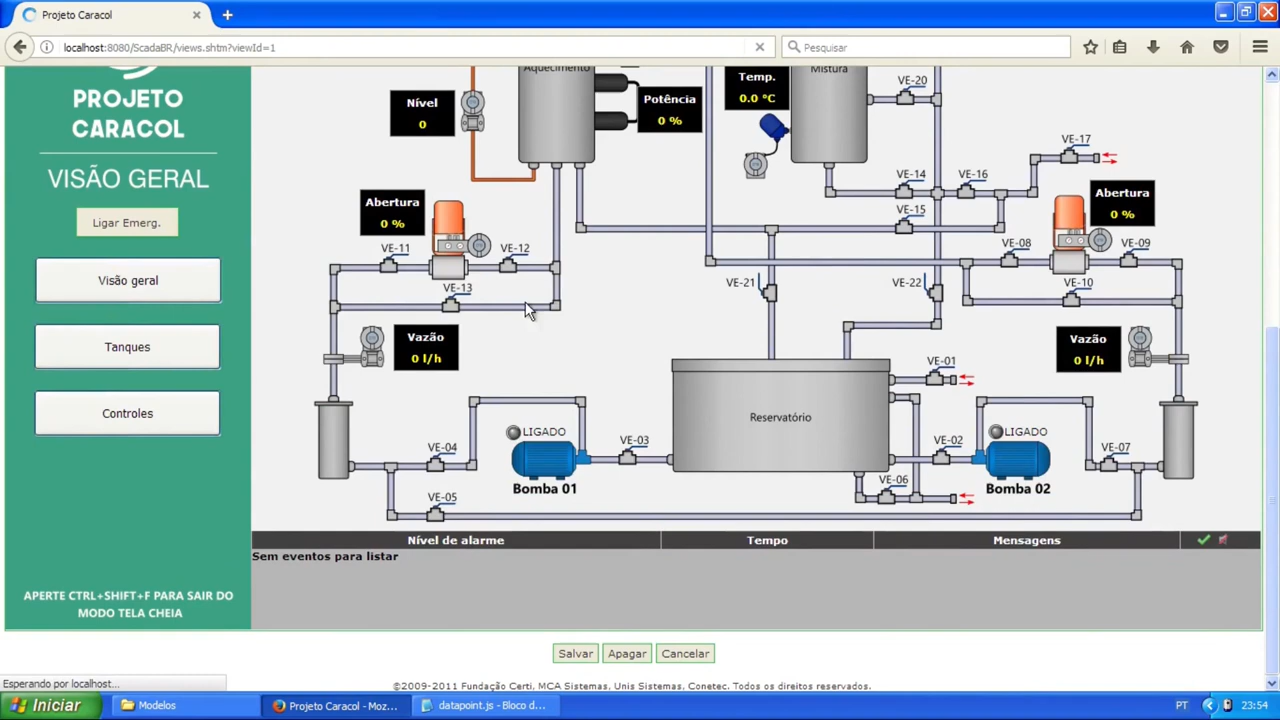 Projeto Caracol
localhost:8080/ScadaBR/views.shtm?viewId=1
Pesquisar
PROJETO
CARACOL
VISÃO GERAL
Ligar Emerg.
Visão geral
Tanques
Controles
APERTE CTRL+SHIFT+F PARA SAIR DO
MODO TELA CHEIA
Aquecimento
Mistura
Temp.
0.0 °C
VE-20
Nível
0
Potência
0 %
VE-17
VE-14
VE-16
Abertura
0 %
Abertura
0 %
VE-15
VE-11
VE-12
VE-08
VE-09
VE-13
VE-21
VE-22
VE-10
Vazão
0 l/h
Vazão
0 l/h
VE-01
Reservatório
LIGADO
LIGADO
VE-04
VE-03
VE-02
VE-07
VE-06
Bomba 01
Bomba 02
VE-05
Nível de alarme
Tempo
Mensagens
Sem eventos para listar
Salvar
Apagar
Cancelar
Esperando por localhost...
©2009-2011 Fundação Certi, MCA Sistemas, Unis Sistemas, Conetec. Todos os direitos reservados.
Iniciar
Modelos
Projeto Caracol - Moz...
datapoint.js - Bloco d...
PT
23:54